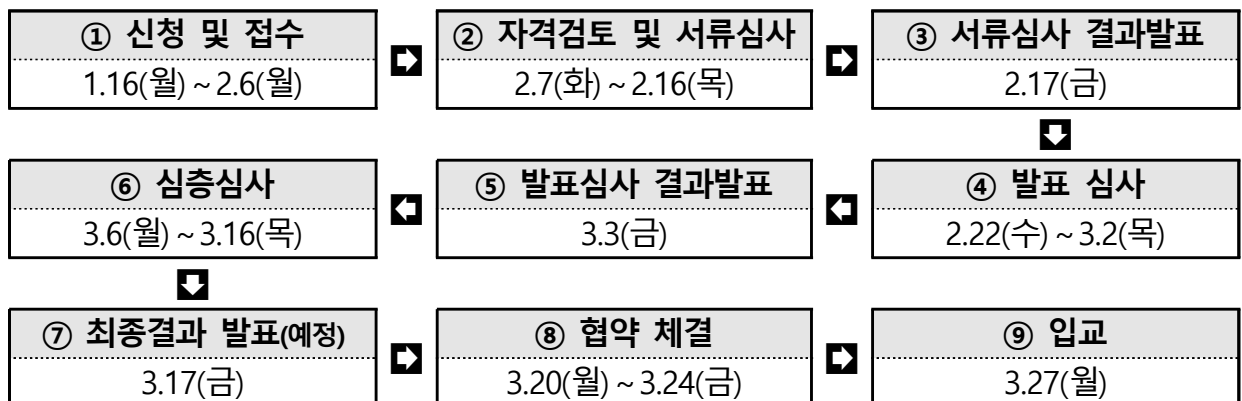 ① 신청 및 접수
1.16(월) ~ 2.6(월)
② 자격검토 및 서류심사
2.7(화) ~ 2.16(목)
③ 서류심사 결과발표
2.17(금)
④ 발표 심사
2.22(수) ~ 3.2(목)
⑤ 발표심사 결과발표
3.3(금)
⑥ 심층심사
3.6(월) ~ 3.16(목)
⑦ 최종결과 발표(예정)
3.17(금)
⑧ 협약 체결
3.20(월) ~ 3.24(금)
⑨ 입교
3.27(월)